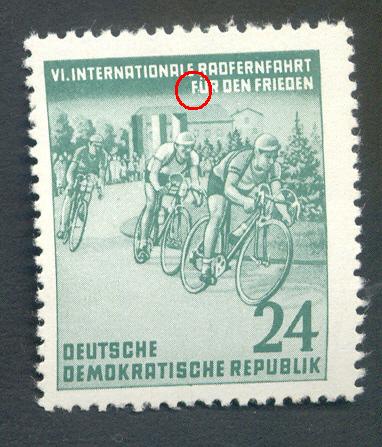 VI. INTERNATIONALE RADFERNFAHRT
FÜR DEN FRIEDEN
24
DEUTSCHE
DEMOKRATISCHE REPUBLIK